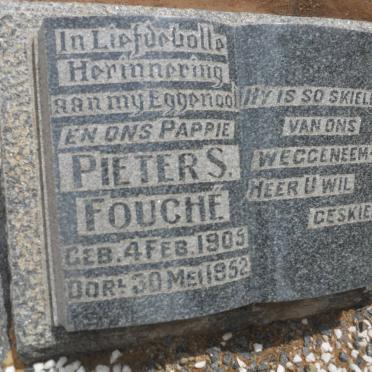 In Liefdevolle
Herinnering
aan my Eggenoot
EN ONS PAPPIE
PIETER S.
FOUCHÉ
GEB. 4 FEB. 1905
OORL. 30 MEI 1952
HY IS SO SKIELIK
VAN ONS
WEGGENEEM
HEER U WIL
GESKIED